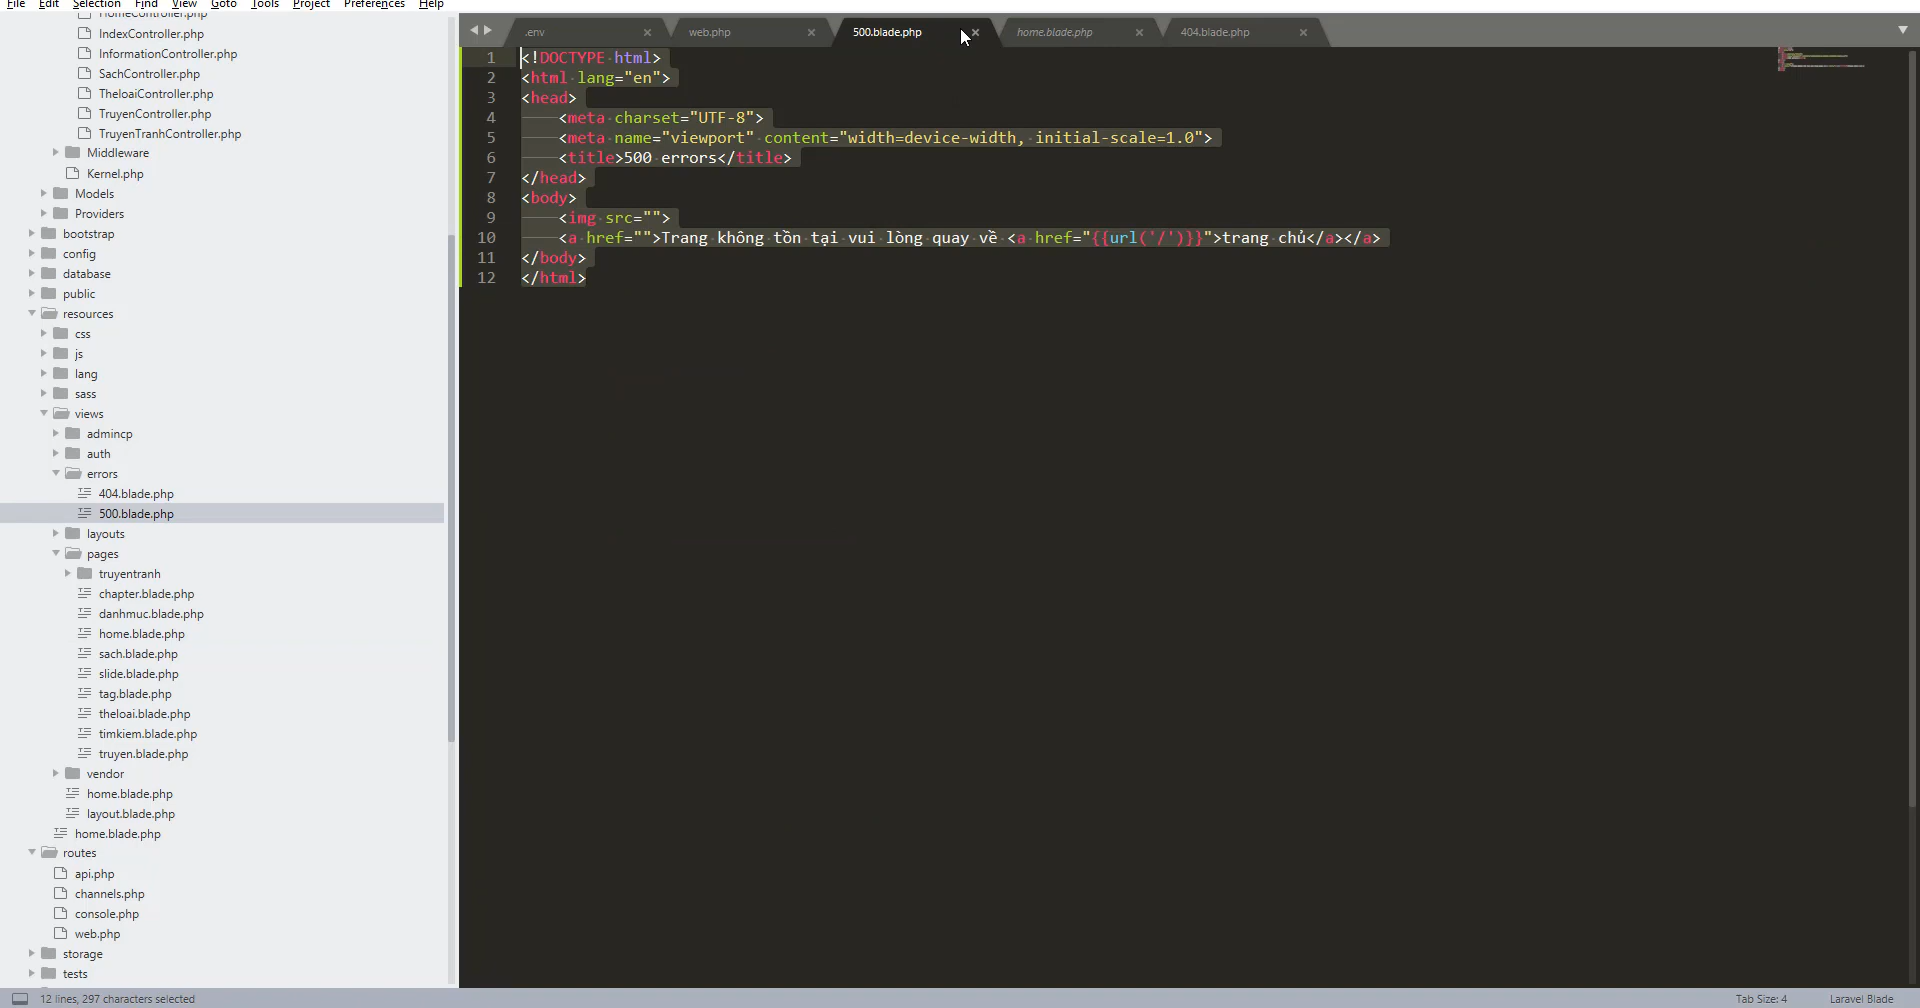 File Edit Selection Find View Goto Tools Project Preferences Help
HomeController.php
IndexController.php
InformationController.php
SachController.php
TheloaiController.php
TruyenController.php
TruyenTranhController.php
Middleware
Kernel.php
Models
Providers
bootstrap
config
database
public
resources
css
js
lang
sass
views
admincp
auth
errors
404.blade.php
500.blade.php
layouts
pages
truyentranh
chapter.blade.php
danhmuc.blade.php
home.blade.php
sach.blade.php
slide.blade.php
tag.blade.php
theloai.blade.php
timkiem.blade.php
truyen.blade.php
vendor
home.blade.php
layout.blade.php
home.blade.php
routes
api.php
channels.php
console.php
web.php
storage
tests
.env web.php 500.blade.php home.blade.php 404.blade.php
1 <!DOCTYPE html>
2 <html lang="en">
3 <head>
4 <meta charset="UTF-8">
5 <meta name="viewport" content="width=device-width, initial-scale=1.0">
6 <title>500 errors</title>
7 </head>
8 <body>
9 <img src="">
10 <a href="">Trang không tồn tại vui lòng quay về <a href="{{url('/')}}">trang chủ</a></a>
11 </body>
12 </html>
12 lines, 297 characters selected Tab Size: 4 Laravel Blade